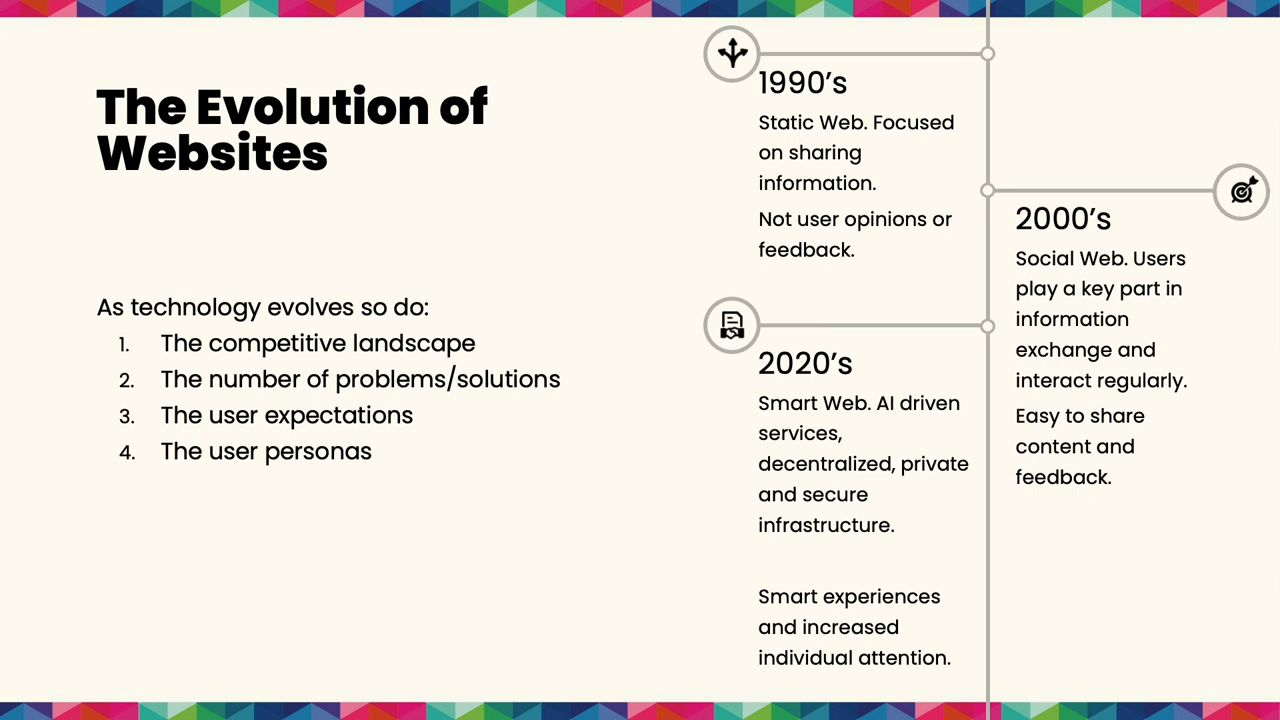 The Evolution of
Websites
As technology evolves so do:
1. The competitive landscape
2. The number of problems/solutions
3. The user expectations
4. The user personas
1990’s
Static Web. Focused
on sharing
information.
Not user opinions or
feedback.
2000’s
Social Web. Users
play a key part in
information
exchange and
interact regularly.
Easy to share
content and
feedback.
2020’s
Smart Web. AI driven
services,
decentralized, private
and secure
infrastructure.
Smart experiences
and increased
individual attention.